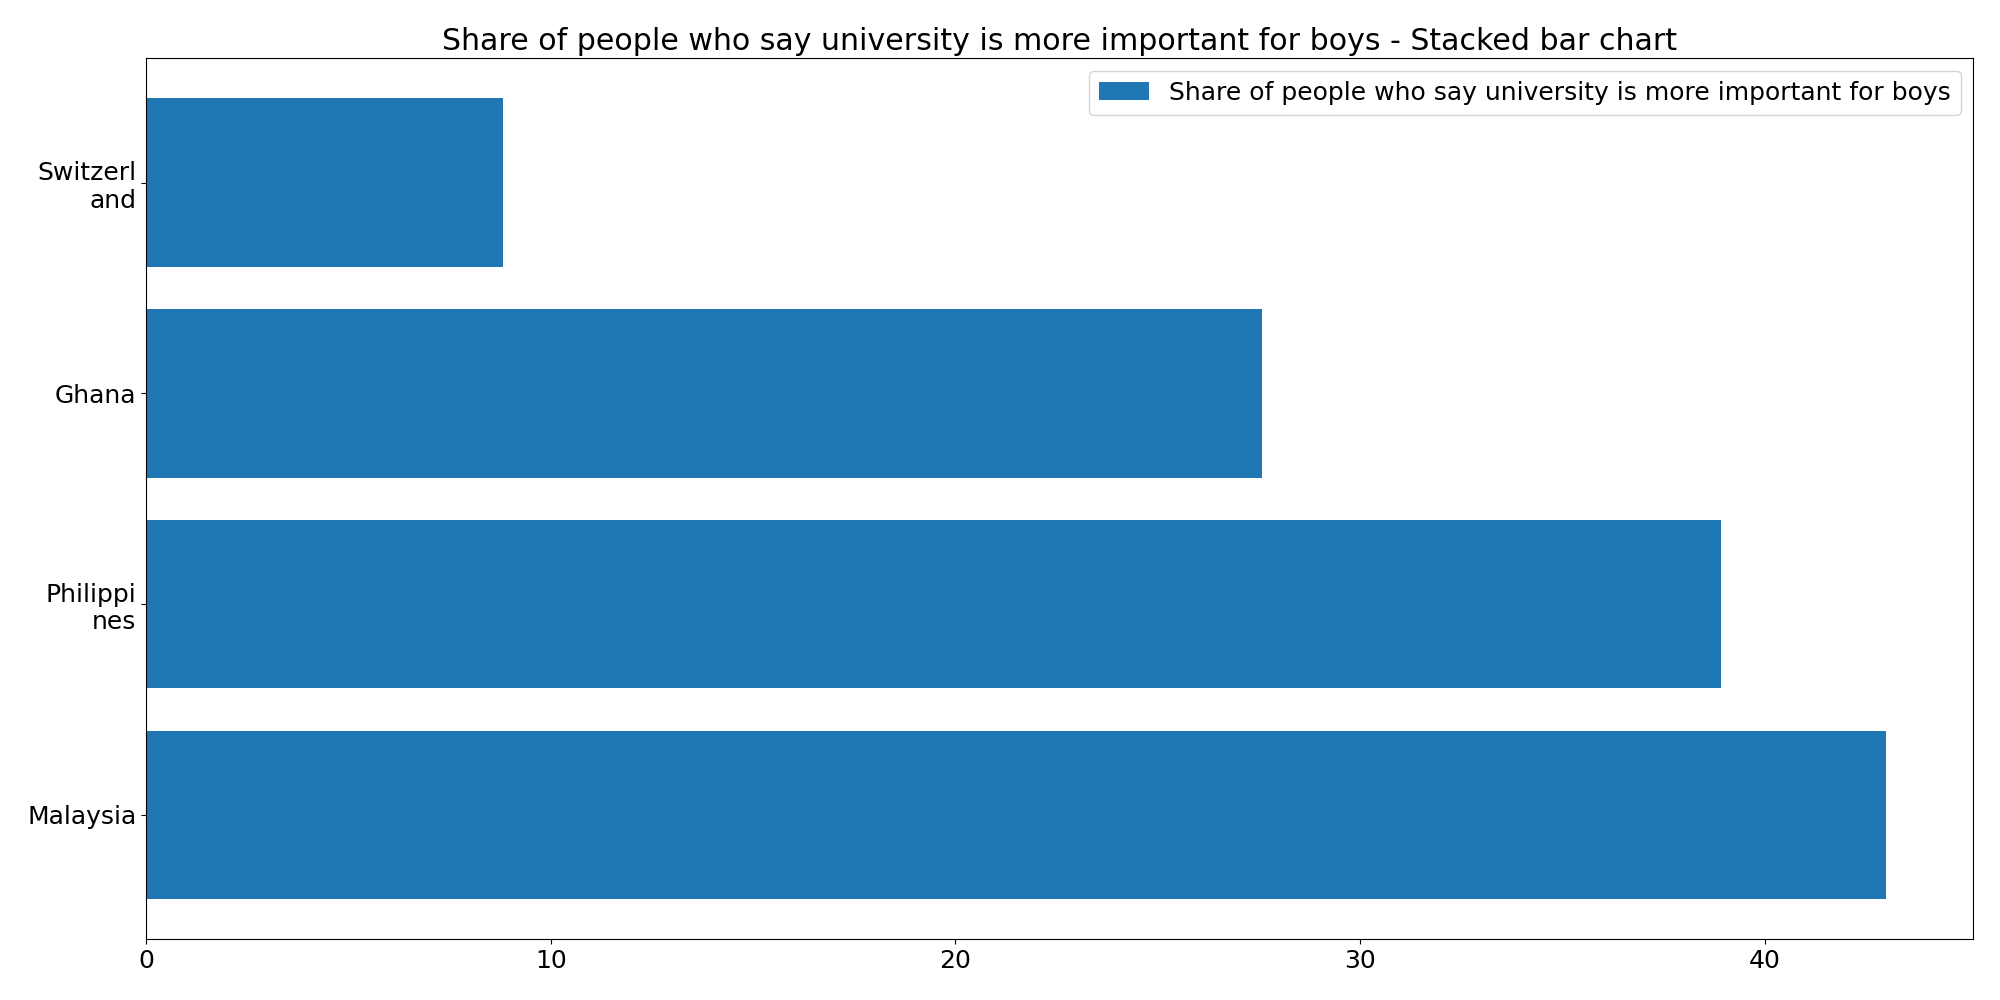 Share of people who say university is more important for boys - Stacked bar chart
Share of people who say university is more important for boys
Switzerl
and
Ghana
Philippi
nes
Malaysia
0 10 20 30 40